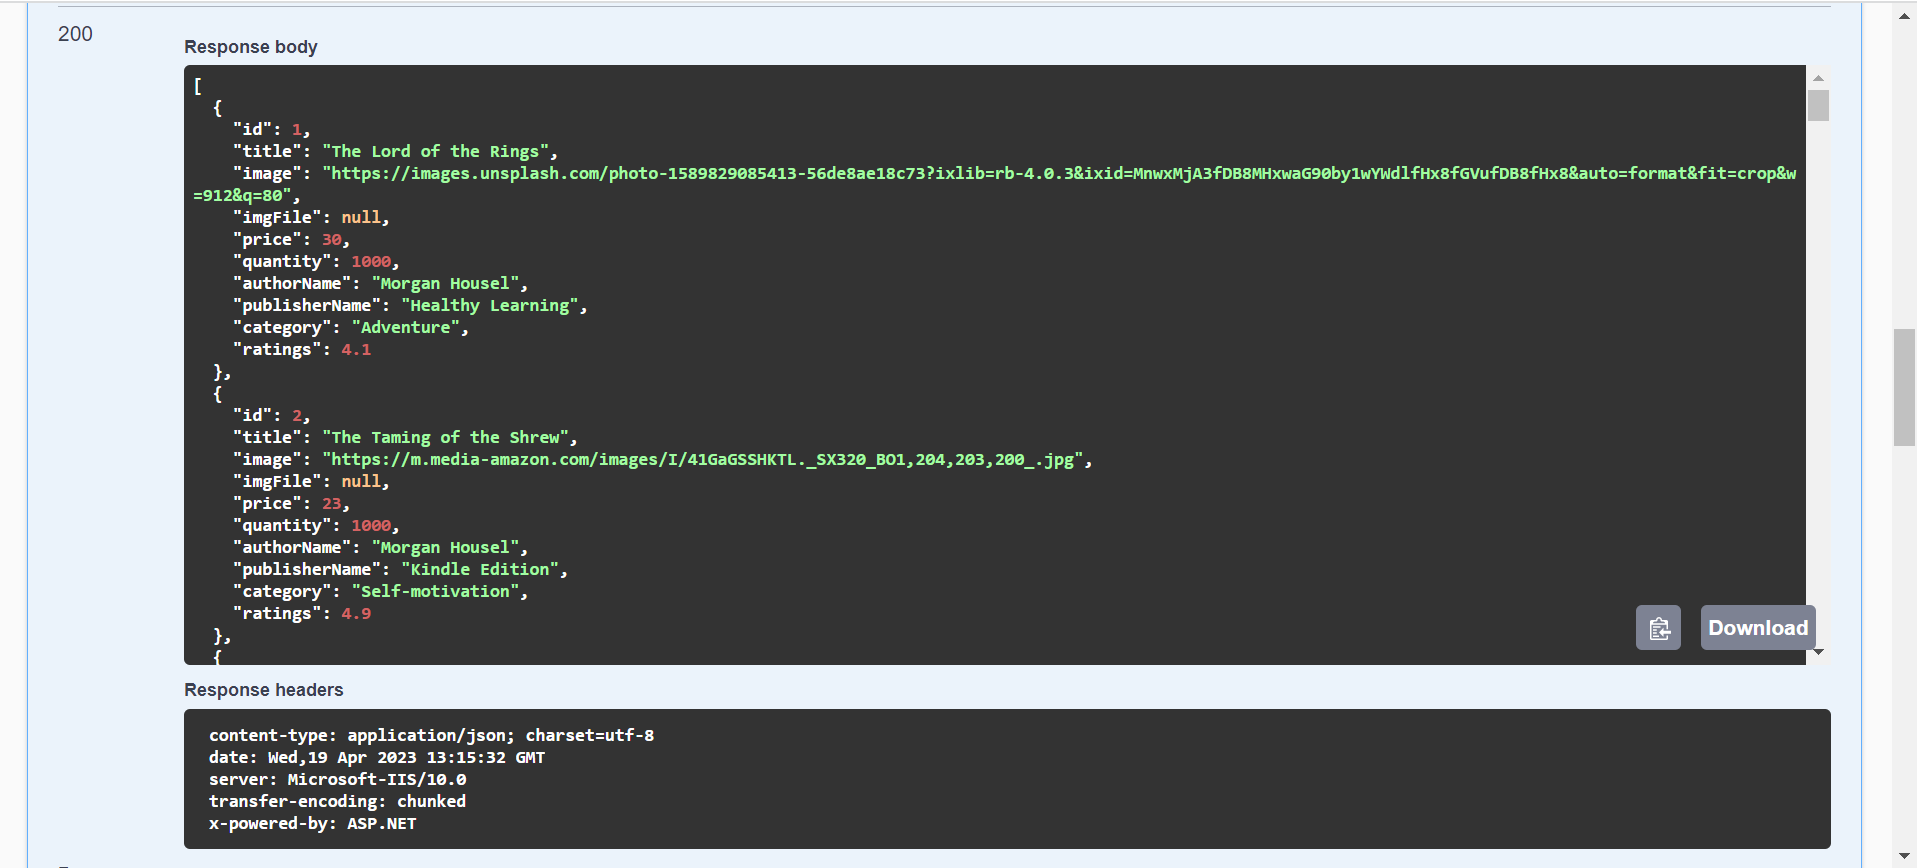 200
Response body
[
{
"id": 1,
"title": "The Lord of the Rings",
"image": "https://images.unsplash.com/photo-1589829085413-56de8ae18c73?ixlib=rb-4.0.3&ixid=MnwxMjA3fDB8MHxwaG90by1wYWdlfHx8fGVufDB8fHx8&auto=format&fit=crop&w
=912&q=80",
"imgFile": null,
"price": 30,
"quantity": 1000,
"authorName": "Morgan Housel",
"publisherName": "Healthy Learning",
"category": "Adventure",
"ratings": 4.1
},
{
"id": 2,
"title": "The Taming of the Shrew",
"image": "https://m.media-amazon.com/images/I/41GaGSSHKTL._SX320_BO1,204,203,200_.jpg",
"imgFile": null,
"price": 23,
"quantity": 1000,
"authorName": "Morgan Housel",
"publisherName": "Kindle Edition",
"category": "Self-motivation",
"ratings": 4.9
},
{
Download
Response headers
content-type: application/json; charset=utf-8
date: Wed,19 Apr 2023 13:15:32 GMT
server: Microsoft-IIS/10.0
transfer-encoding: chunked
x-powered-by: ASP.NET